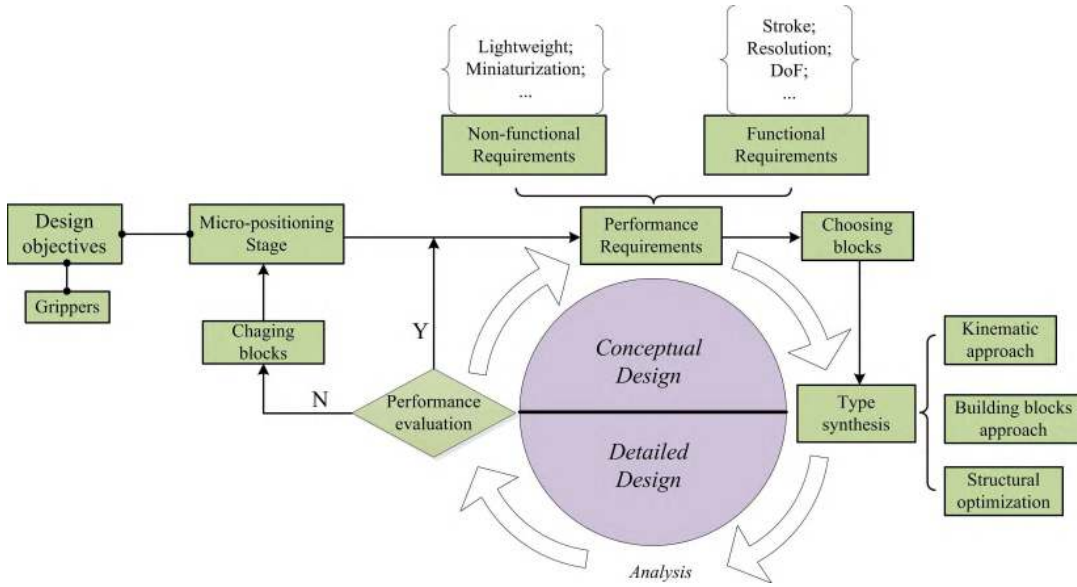 Lightweight;
Miniaturization;
...
Stroke;
Resolution;
DoF;
...
Non-functional
Requirements
Functional
Requirements
Design
objectives
Micro-positioning
Stage
Performance
Requirements
Choosing
blocks
Grippers
Chaging
blocks
Y
N
Performance
evaluation
Conceptual
Design
Detailed
Design
Type
synthesis
Kinematic
approach
Building blocks
approach
Structural
optimization
Analysis